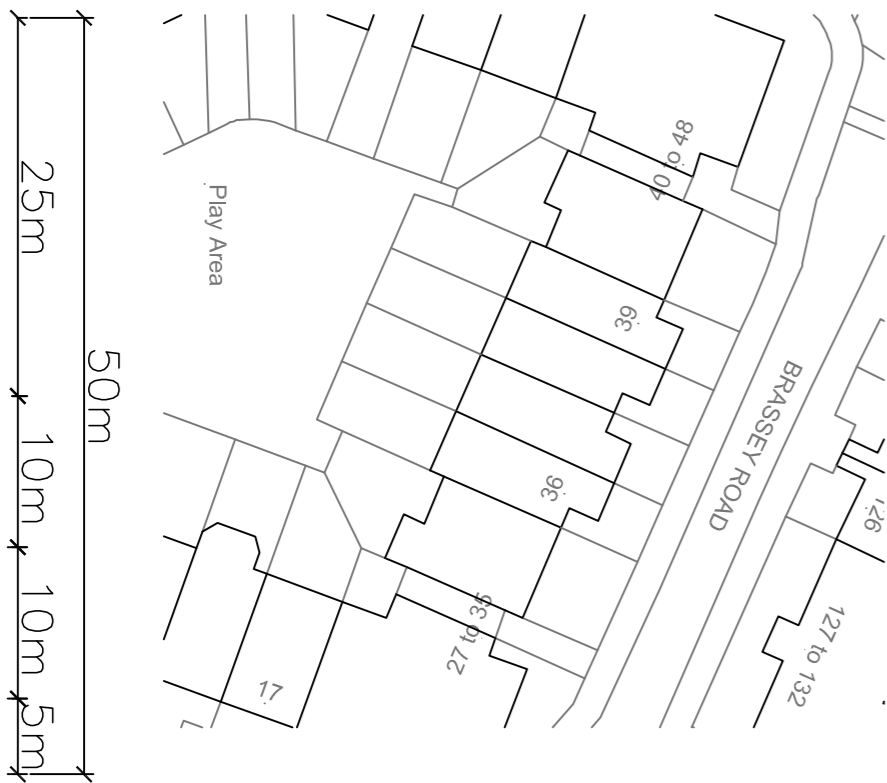 25m
50m
10m
10m
5m
Play Area
40 to 48
39
36
BRASSEY ROAD
27 to 35
17
126
127 to 132